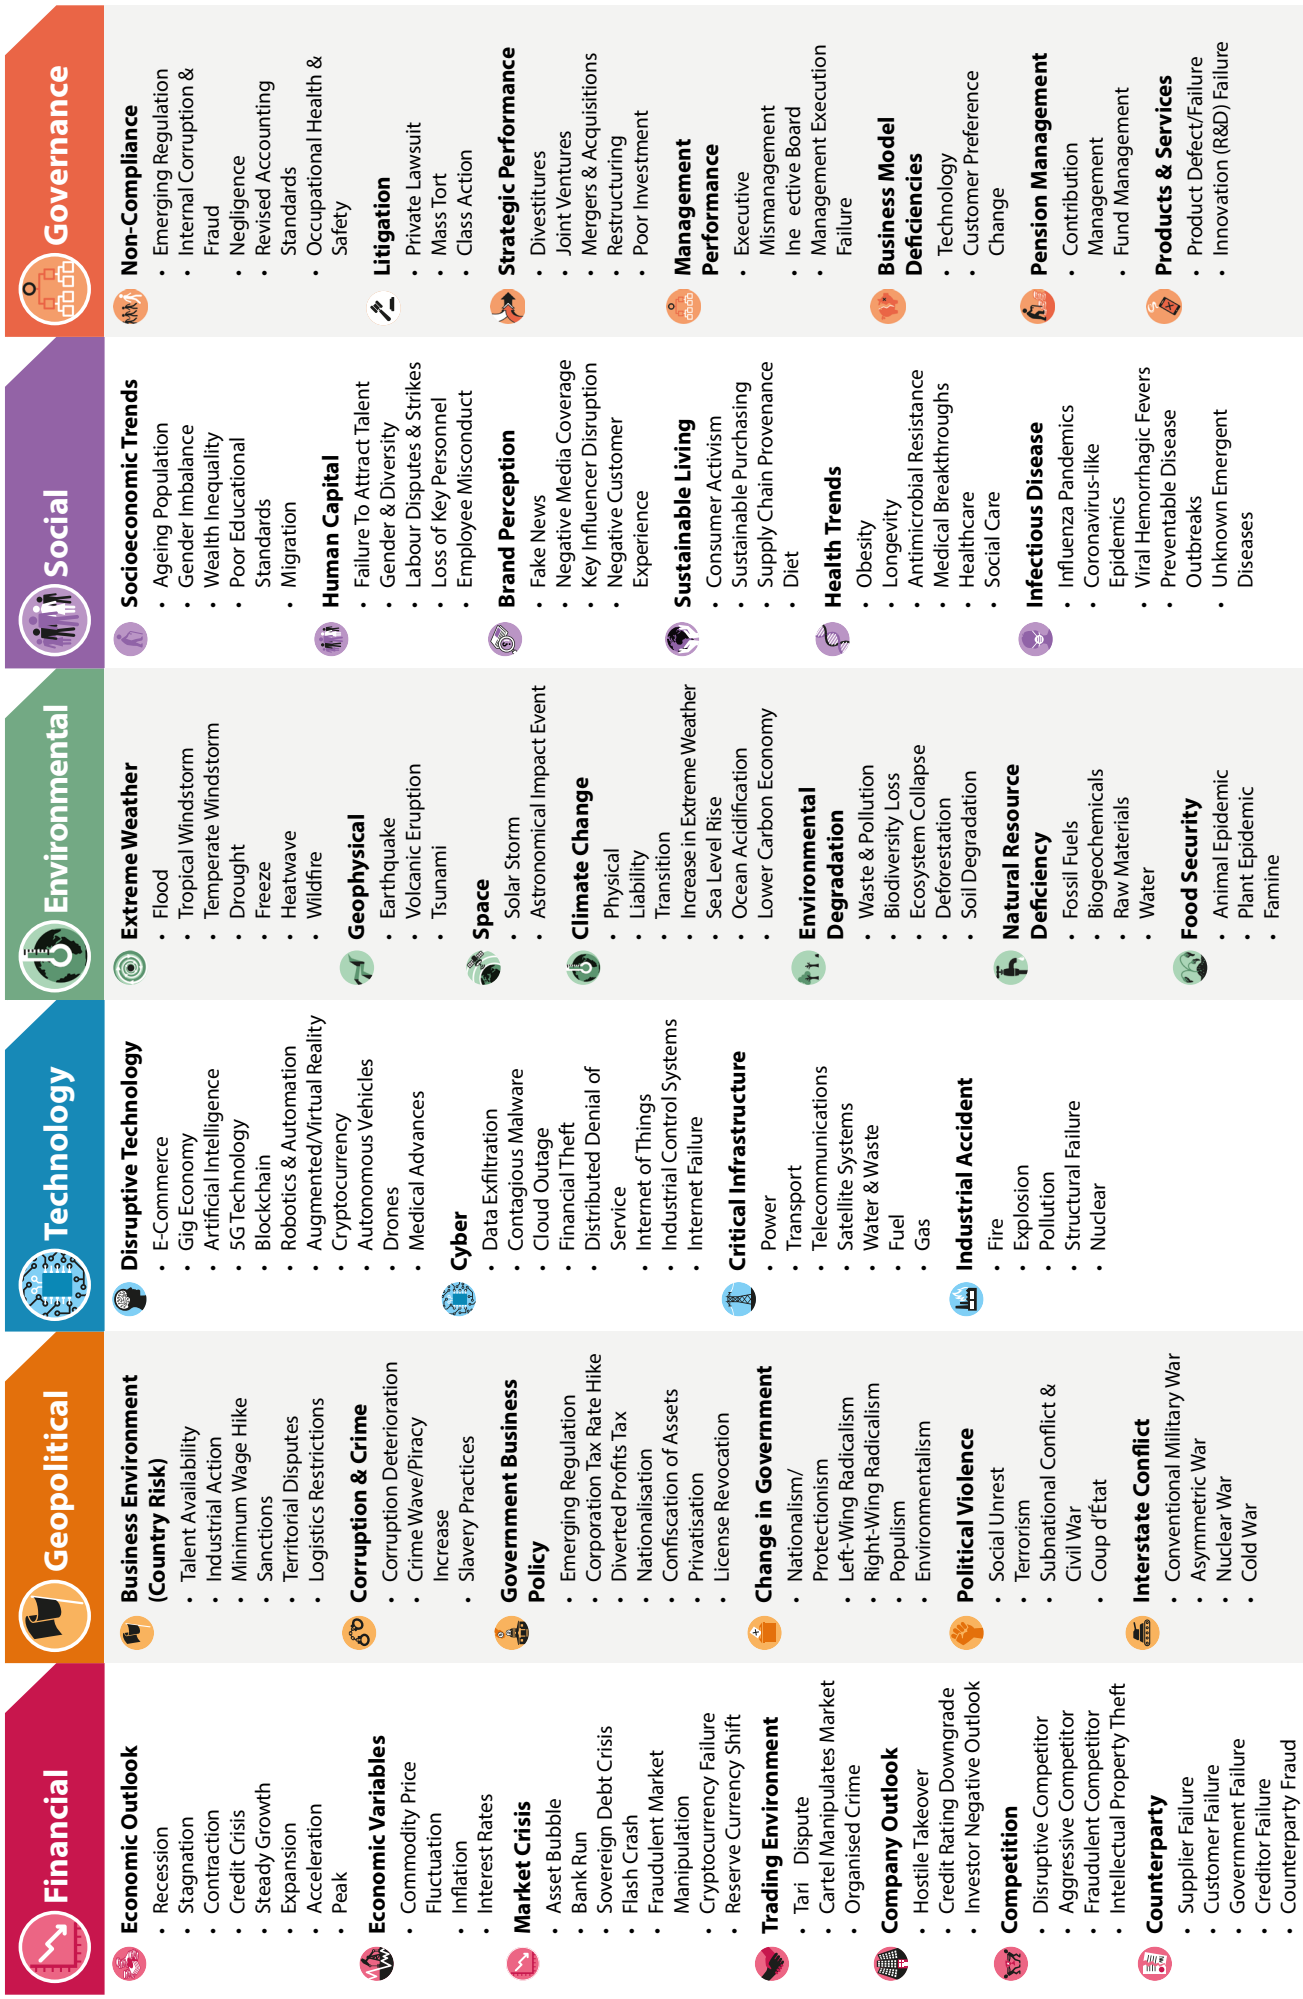 Financial
Economic Outlook
• Recession
• Stagnation
• Contraction
• Credit Crisis
• Steady Growth
• Expansion
• Acceleration
• Peak
Economic Variables
• Commodity Price
Fluctuation
• Inflation
• Interest Rates
Market Crisis
• Asset Bubble
• Bank Run
• Sovereign Debt Crisis
• Flash Crash
• Fraudulent Market
Manipulation
• Cryptocurrency Failure
• Reserve Currency Shift
Trading Environment
• Tari Dispute
• Cartel Manipulates Market
• Organised Crime
Company Outlook
• Hostile Takeover
• Credit Rating Downgrade
• Investor Negative Outlook
Competition
• Disruptive Competitor
• Aggressive Competitor
• Fraudulent Competitor
• Intellectual Property Theft
Counterparty
• Supplier Failure
• Customer Failure
• Government Failure
• Creditor Failure
• Counterparty Fraud
Geopolitical
Business Environment
(Country Risk)
• Talent Availability
• Industrial Action
• Minimum Wage Hike
• Sanctions
• Territorial Disputes
• Logistics Restrictions
Corruption & Crime
• Corruption Deterioration
• Crime Wave/Piracy
Increase
• Slavery Practices
Government Business
Policy
• Emerging Regulation
• Corporation Tax Rate Hike
• Diverted Profits Tax
• Nationalisation
• Confiscation of Assets
• Privatisation
• License Revocation
Change in Government
• Nationalism/
Protectionism
• Left-Wing Radicalism
• Right-Wing Radicalism
• Populism
• Environmentalism
Political Violence
• Social Unrest
• Terrorism
• Subnational Conflict &
Civil War
• Coup d'État
Interstate Conflict
• Conventional Military War
• Asymmetric War
• Nuclear War
• Cold War
Technology
Disruptive Technology
• E-Commerce
• Gig Economy
• Artificial Intelligence
• 5G Technology
• Blockchain
• Robotics & Automation
• Augmented/Virtual Reality
• Cryptocurrency
• Autonomous Vehicles
• Drones
• Medical Advances
Cyber
• Data Exfiltration
• Contagious Malware
• Cloud Outage
• Financial Theft
• Distributed Denial of
Service
• Internet of Things
• Industrial Control Systems
• Internet Failure
Critical Infrastructure
• Power
• Transport
• Telecommunications
• Satellite Systems
• Water & Waste
• Fuel
• Gas
Industrial Accident
• Fire
• Explosion
• Pollution
• Structural Failure
• Nuclear
Environmental
Extreme Weather
• Flood
• Tropical Windstorm
• Temperate Windstorm
• Drought
• Freeze
• Heatwave
• Wildfire
Geophysical
• Earthquake
• Volcanic Eruption
• Tsunami
Space
• Solar Storm
• Astronomical Impact Event
Climate Change
• Physical
• Liability
• Transition
• Increase in Extreme Weather
• Sea Level Rise
• Ocean Acidification
• Lower Carbon Economy
Environmental
Degradation
• Waste & Pollution
• Biodiversity Loss
• Ecosystem Collapse
• Deforestation
• Soil Degradation
Natural Resource
Deficiency
• Fossil Fuels
• Biogeochemicals
• Raw Materials
• Water
Food Security
• Animal Epidemic
• Plant Epidemic
• Famine
Social
Socioeconomic Trends
• Ageing Population
• Gender Imbalance
• Wealth Inequality
• Poor Educational
Standards
• Migration
Human Capital
• Failure To Attract Talent
• Gender & Diversity
• Labour Disputes & Strikes
• Loss of Key Personnel
• Employee Misconduct
Brand Perception
• Fake News
• Negative Media Coverage
• Key Influencer Disruption
• Negative Customer
Experience
Sustainable Living
• Consumer Activism
• Sustainable Purchasing
• Supply Chain Provenance
• Diet
Health Trends
• Obesity
• Longevity
• Antimicrobial Resistance
• Medical Breakthroughs
• Healthcare
• Social Care
Infectious Disease
• Influenza Pandemics
• Coronavirus-like
Epidemics
• Viral Hemorrhagic Fevers
• Preventable Disease
Outbreaks
• Unknown Emergent
Diseases
Governance
Non-Compliance
• Emerging Regulation
• Internal Corruption &
Fraud
• Negligence
• Revised Accounting
Standards
• Occupational Health &
Safety
Litigation
• Private Lawsuit
• Mass Tort
• Class Action
Strategic Performance
• Divestitures
• Joint Ventures
• Mergers & Acquisitions
• Restructuring
• Poor Investment
Management
Performance
• Executive
Mismanagement
• Ine ective Board
• Management Execution
Failure
Business Model
Deficiencies
• Technology
• Customer Preference
Change
Pension Management
• Contribution
Management
• Fund Management
Products & Services
• Product Defect/Failure
• Innovation (R&D) Failure